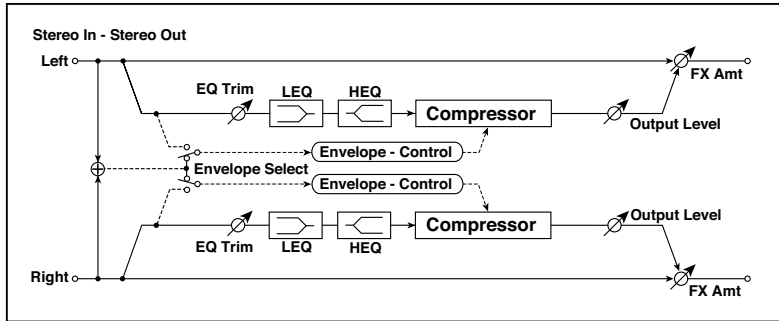 Stereo In - Stereo Out
Left
FX Amt
EQ Trim
LEQ
HEQ
Compressor
Output Level
Envelope - Control
Envelope Select
Envelope - Control
Output Level
Compressor
EQ Trim
LEQ
HEQ
Right
FX Amt